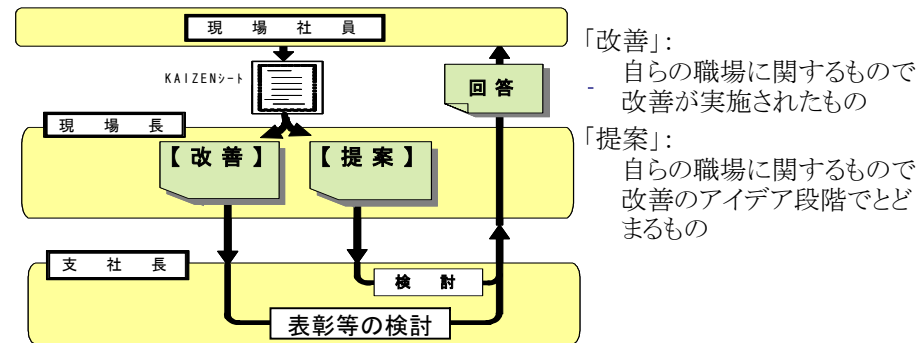 現場社員
KAIZENシート
回答
現場長
【改善】
【提案】
支社長
検討
表彰等の検討
「改善」:
自らの職場に関するもので
改善が実施されたもの
「提案」:
自らの職場に関するもので
改善のアイデア段階でとど
まるもの